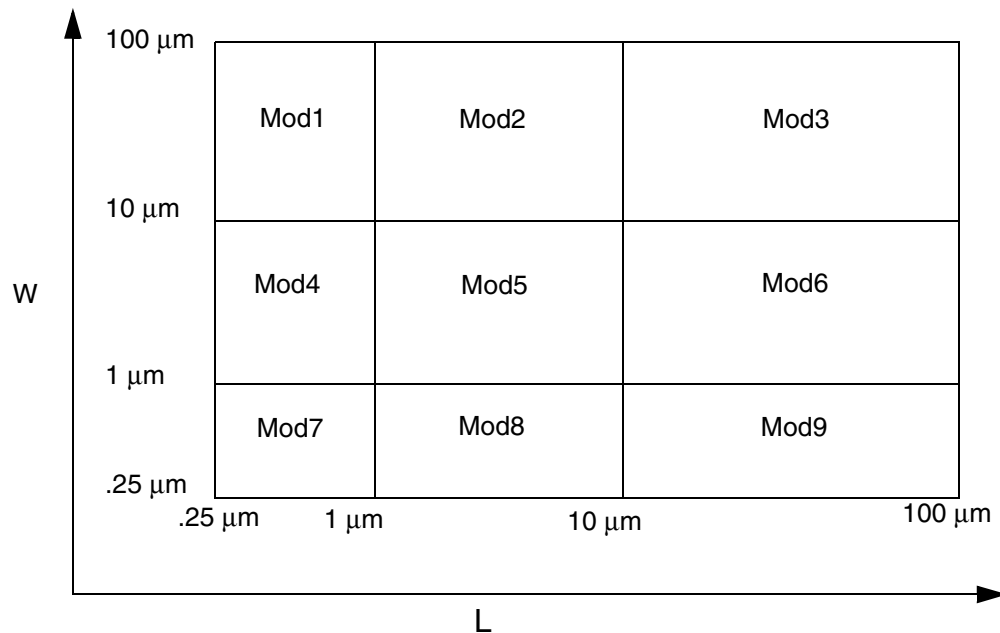 100 μm
Mod1 Mod2 Mod3
10 μm
Mod4 Mod5 Mod6
W
1 μm
Mod7 Mod8 Mod9
.25 μm
.25 μm 1 μm 10 μm 100 μm
L